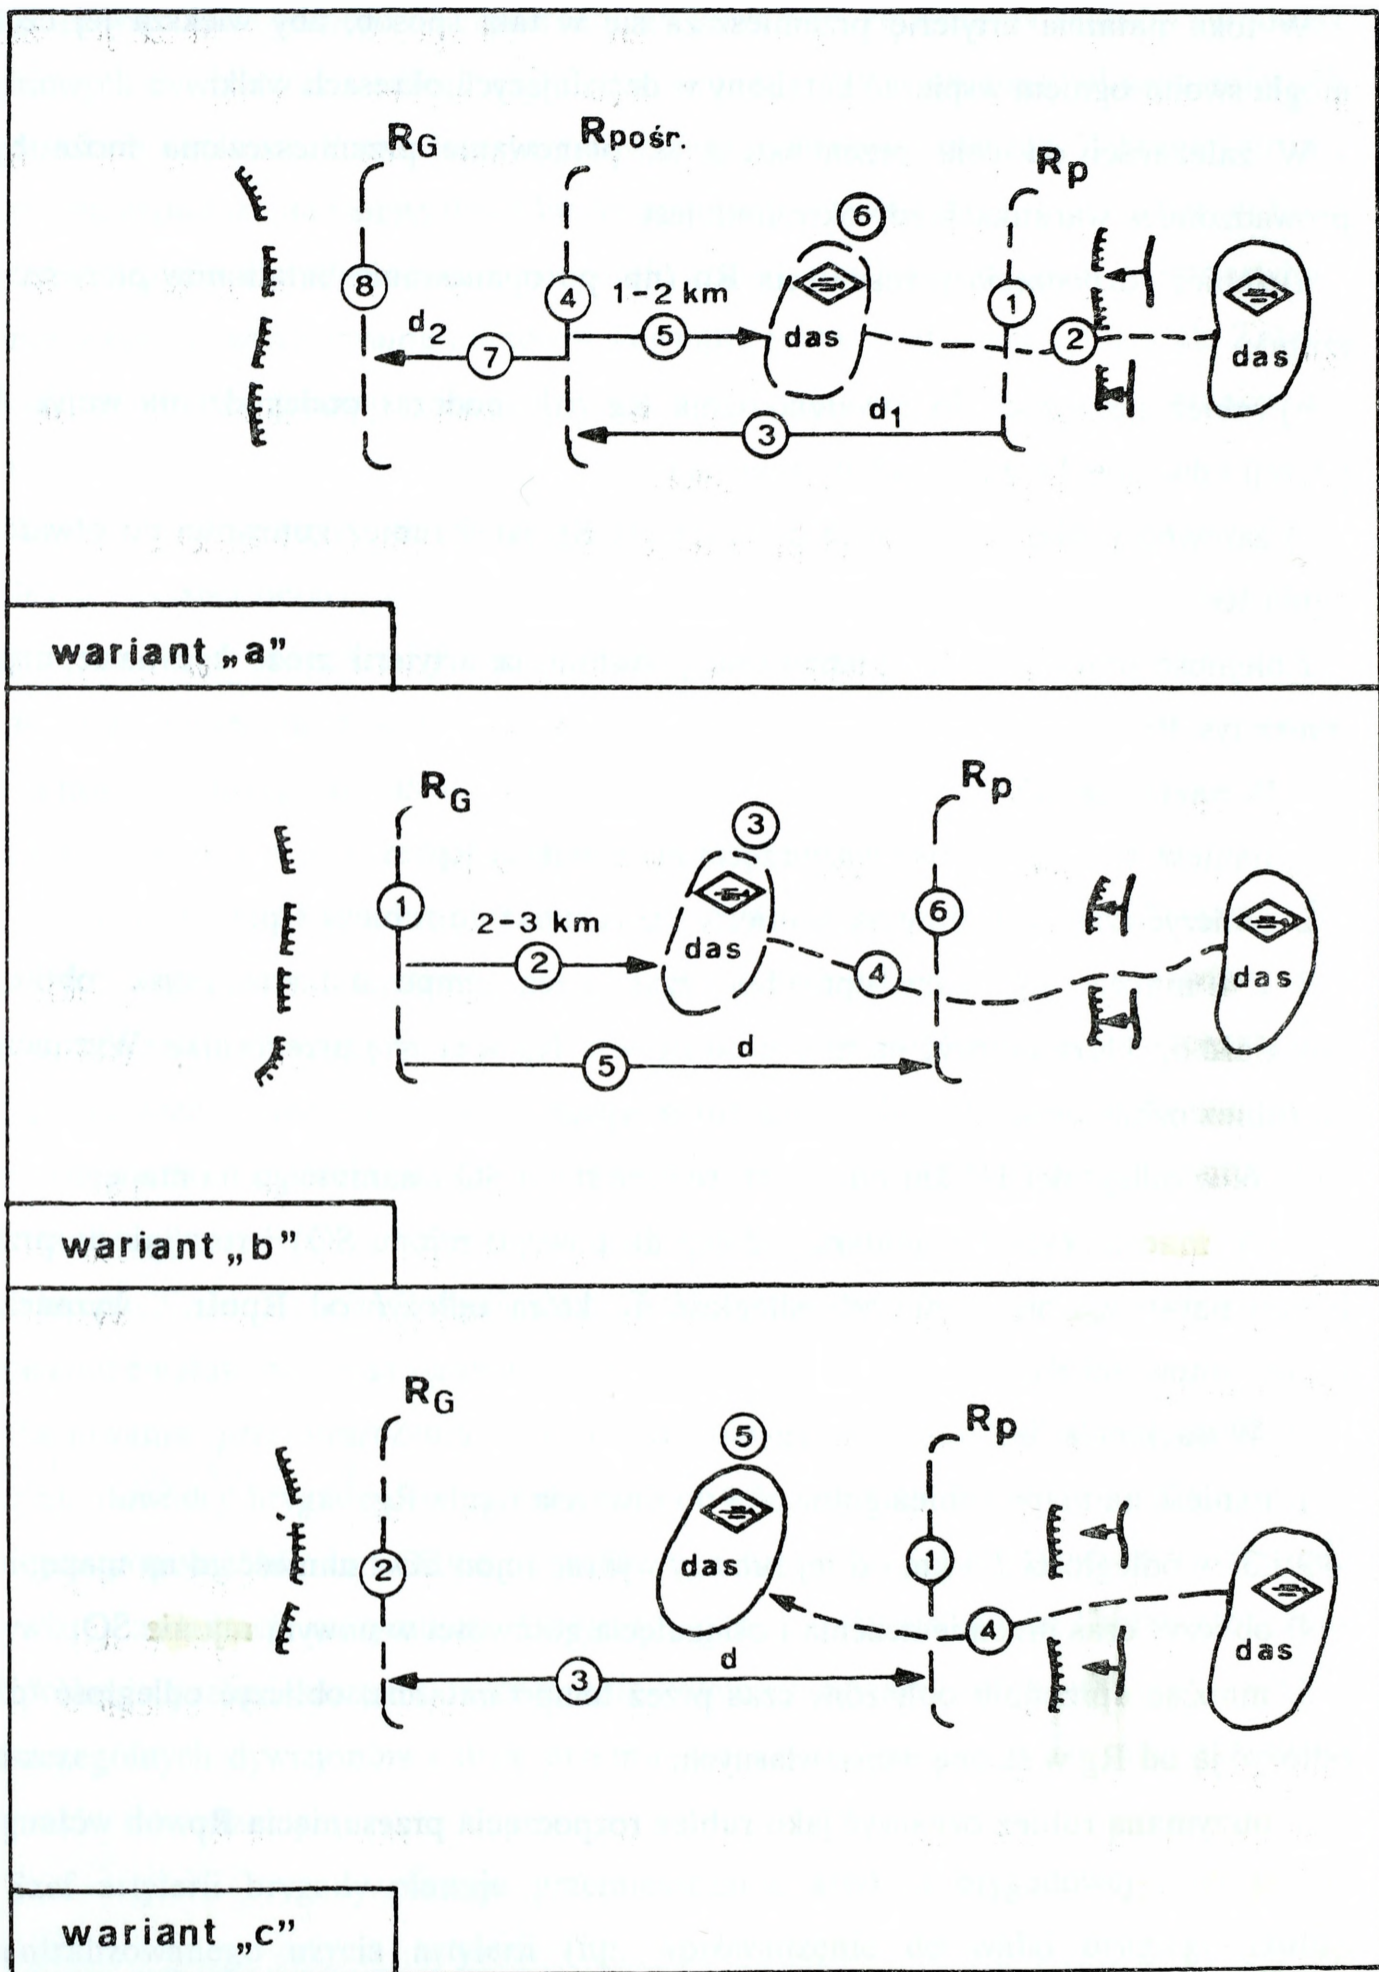 R_G R_pośr. R_p
6
8 4 1-2 km 1
d₂ 5 das 2 das
7
d₁
3
wariant „a”
R_G R_p
3
1 2-3 km 6
2 das 4 das
5 d
wariant „b”
R_G R_p
5
2 das 1
4 das
3 d
wariant „c”